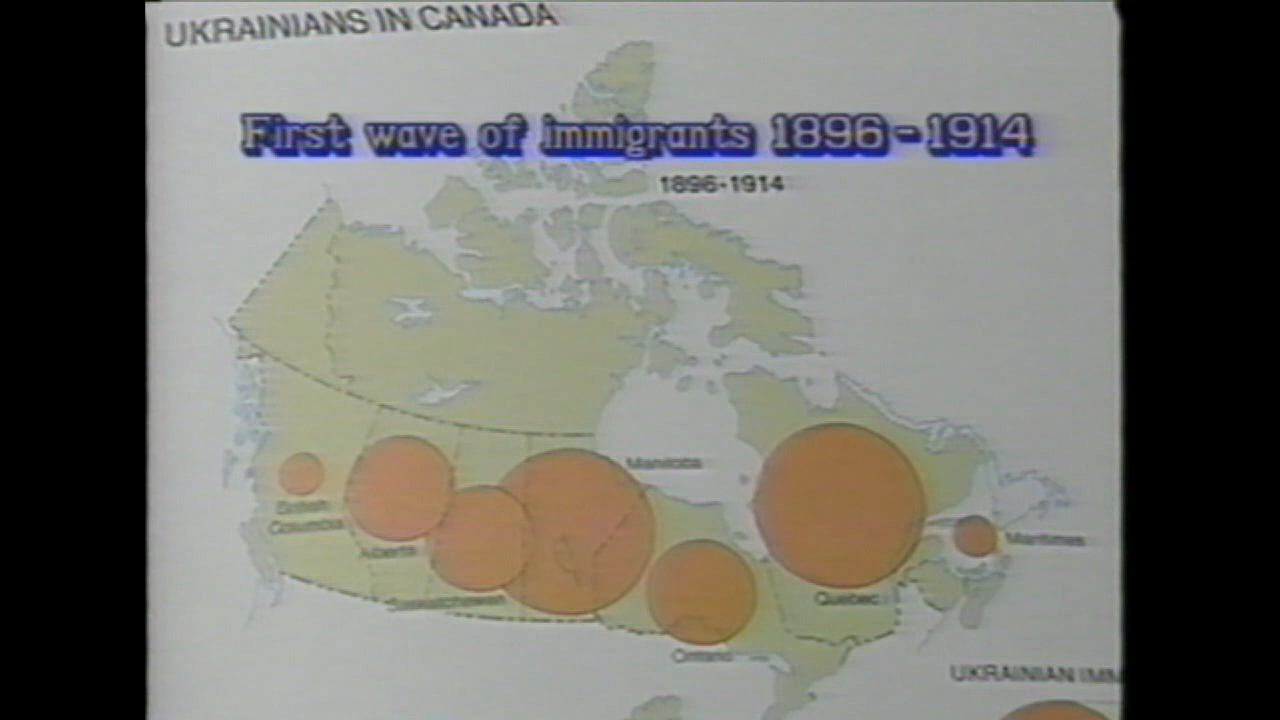 UKRAINIANS IN CANADA
First wave of immigrants 1896-1914
1896-1914
Manitoba
British
Columbia
Alberta
Maritimes
Saskatchewan
Quebec
Ontario
UKRAINIAN IMM